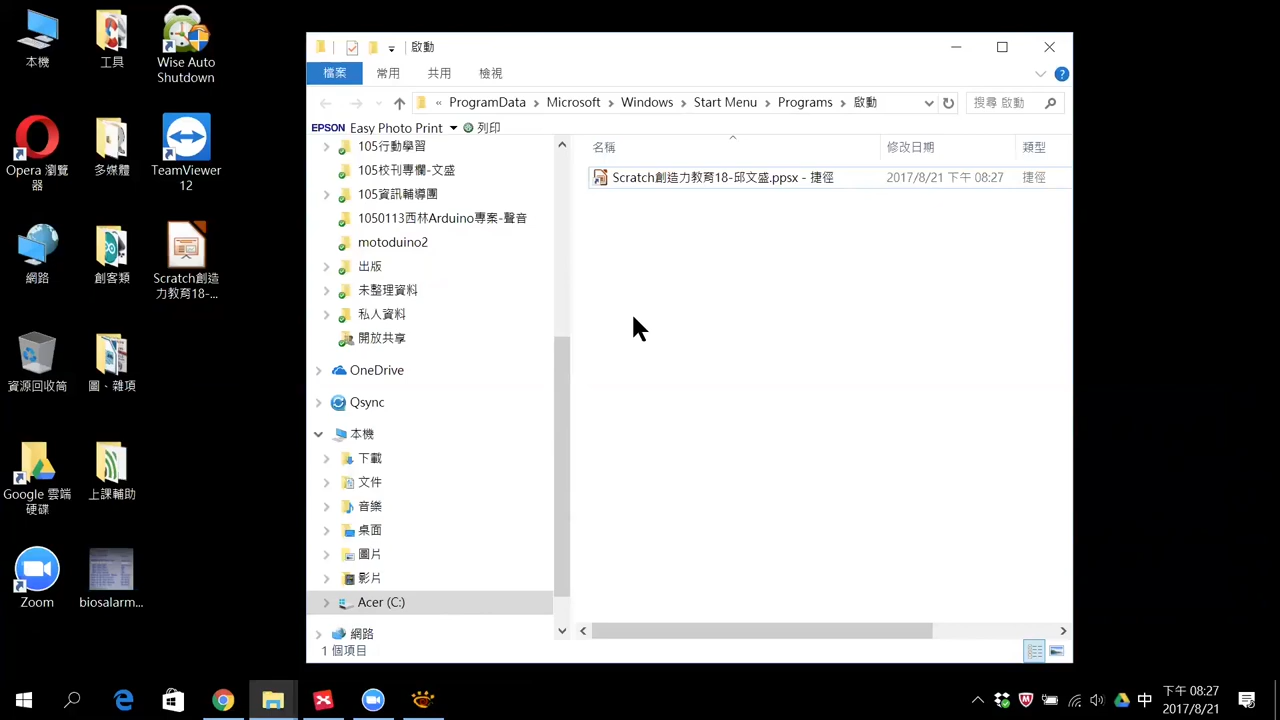 本機
工具
Wise Auto
Shutdown
Opera 瀏覽
器
多媒體
TeamViewer
12
網路
創客類
Scratch創造
力教育18-...
資源回收筒
圖、雜項
Google 雲端
硬碟
上課輔助
Zoom
biosalarm...
啟動
檔案
常用
共用
檢視
« ProgramData › Microsoft › Windows › Start Menu › Programs › 啟動
搜尋 啟動
EPSON Easy Photo Print 列印
105行動學習
105校刊專欄-文盛
105資訊輔導團
1050113西林Arduino專案-聲音
motoduino2
出版
未整理資料
私人資料
開放共享
OneDrive
Qsync
本機
下載
文件
音樂
桌面
圖片
影片
Acer (C:)
網路
名稱
修改日期
類型
Scratch創造力教育18-邱文盛.ppsx - 捷徑
2017/8/21 下午 08:27
捷徑
1 個項目
中
下午 08:27
2017/8/21